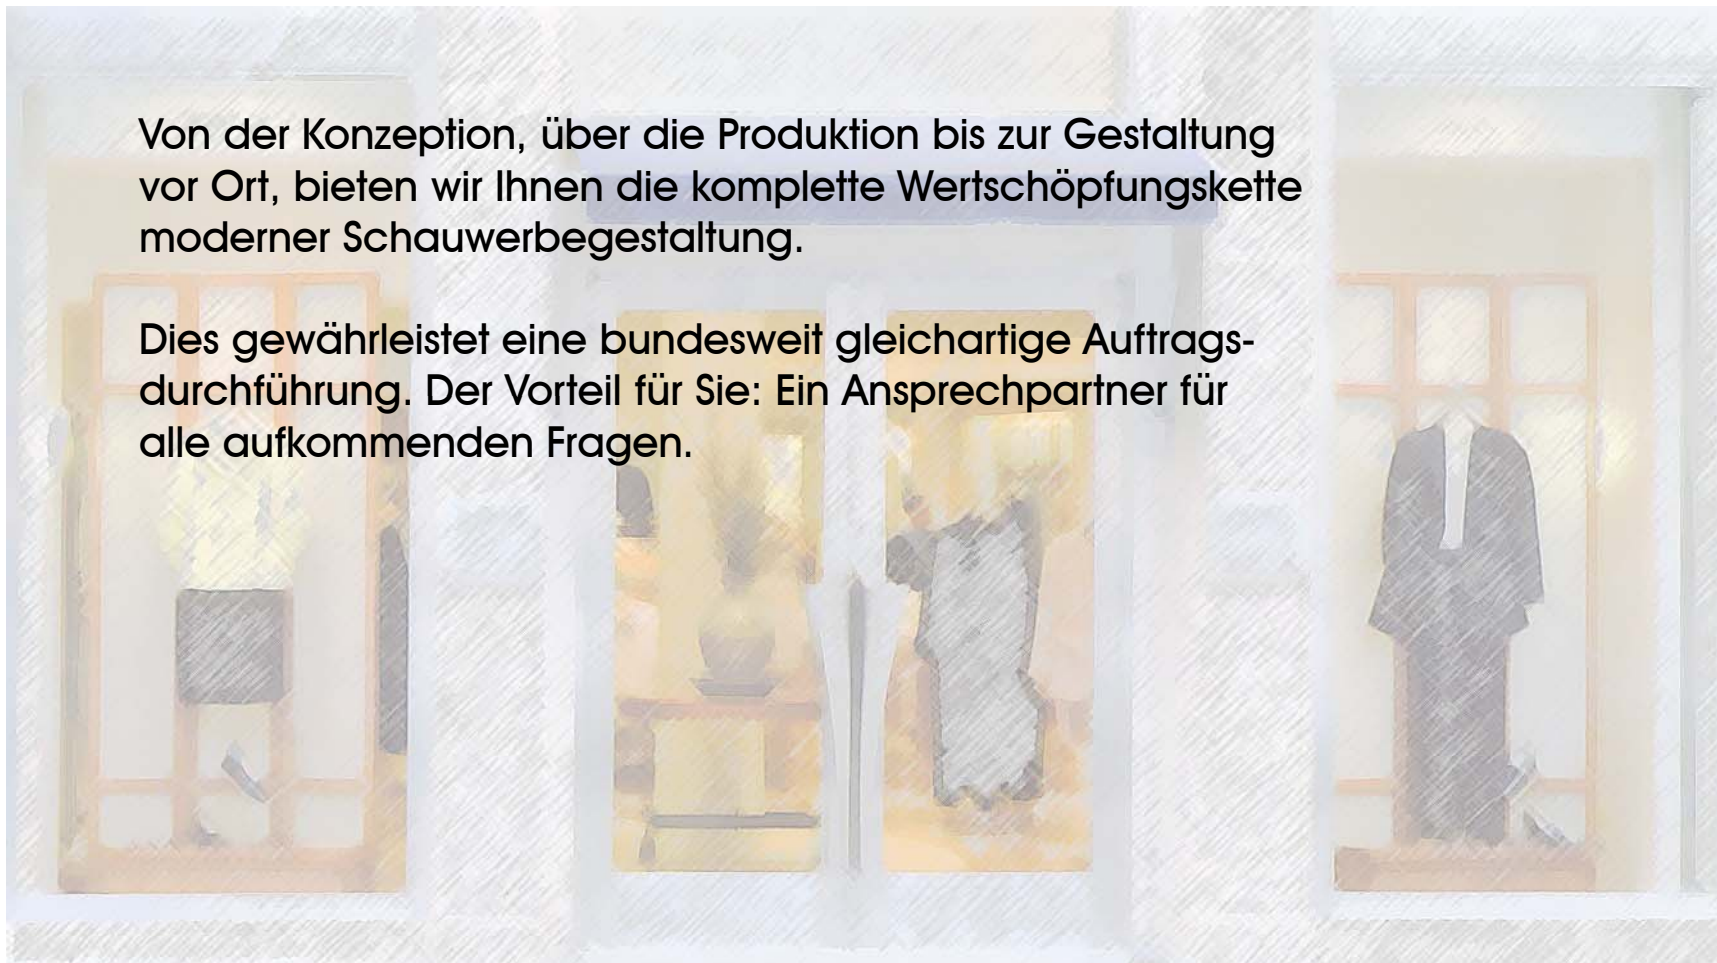 Von der Konzeption, über die Produktion bis zur Gestaltung
vor Ort, bieten wir Ihnen die komplette Wertschöpfungskette
moderner Schauwerbegestaltung.
Dies gewährleistet eine bundesweit gleichartige Auftrags-
durchführung. Der Vorteil für Sie: Ein Ansprechpartner für
alle aufkommenden Fragen.